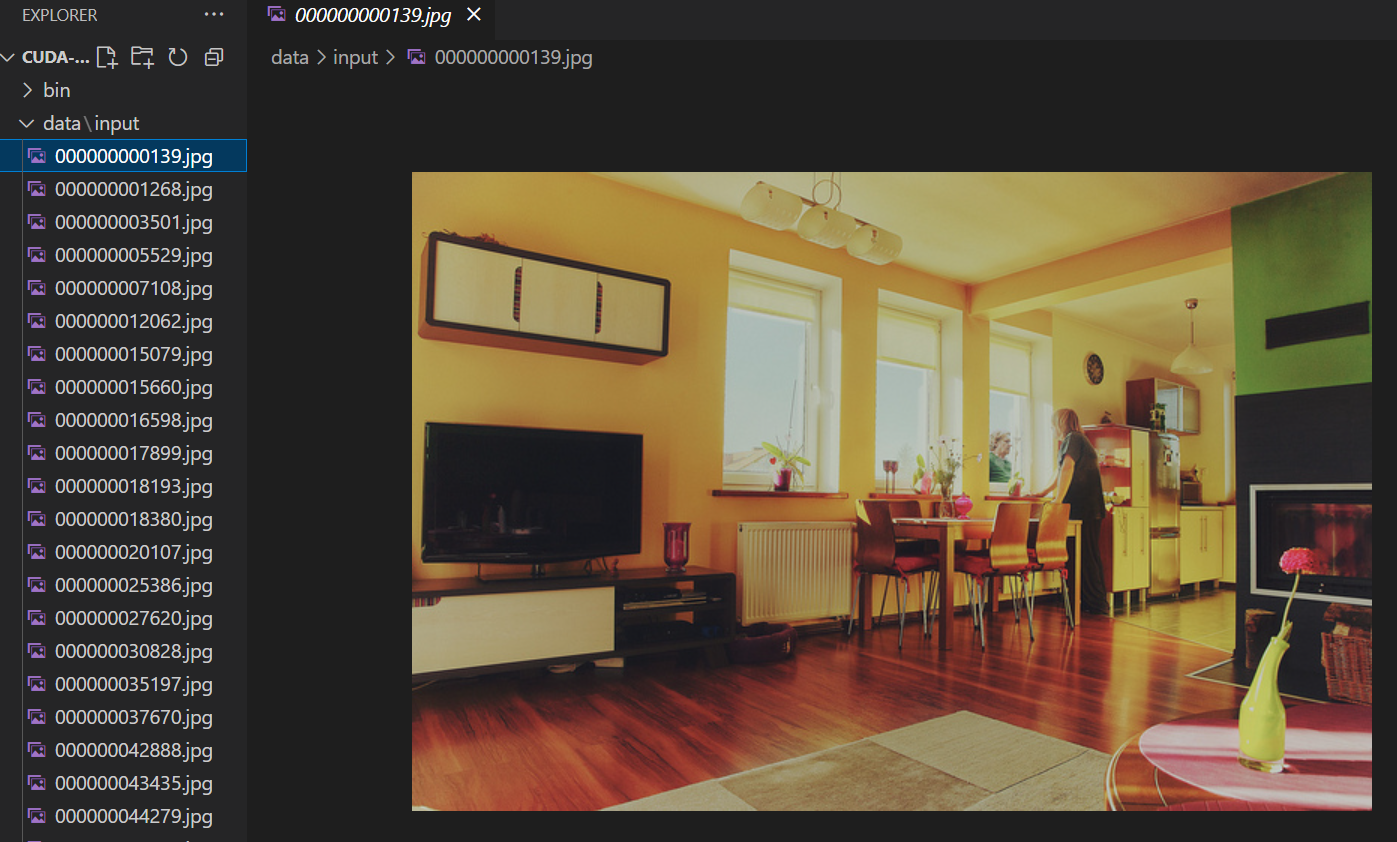 EXPLORER ...
000000000139.jpg
CUDA-...
data > input > 000000000139.jpg
bin
data\input
000000000139.jpg
000000001268.jpg
000000003501.jpg
000000005529.jpg
000000007108.jpg
000000012062.jpg
000000015079.jpg
000000015660.jpg
000000016598.jpg
000000017899.jpg
000000018193.jpg
000000018380.jpg
000000020107.jpg
000000025386.jpg
000000027620.jpg
000000030828.jpg
000000035197.jpg
000000037670.jpg
000000042888.jpg
000000043435.jpg
000000044279.jpg